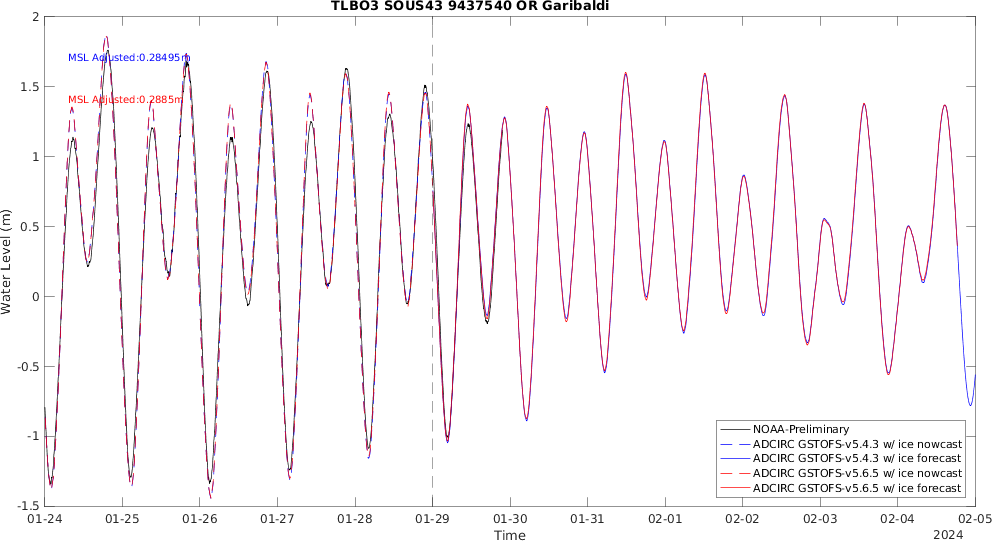 TLBO3 SOUS43 9437540 OR Garibaldi
2
1.5
1
0.5
0
-0.5
-1
-1.5
Water Level (m)
MSL Adjusted:0.28495m
MSL Adjusted:0.2885m
NOAA-Preliminary
ADCIRC GSTOFS-v5.4.3 w/ ice nowcast
ADCIRC GSTOFS-v5.4.3 w/ ice forecast
ADCIRC GSTOFS-v5.6.5 w/ ice nowcast
ADCIRC GSTOFS-v5.6.5 w/ ice forecast
01-24 01-25 01-26 01-27 01-28 01-29 01-30 01-31 02-01 02-02 02-03 02-04 02-05
Time
2024